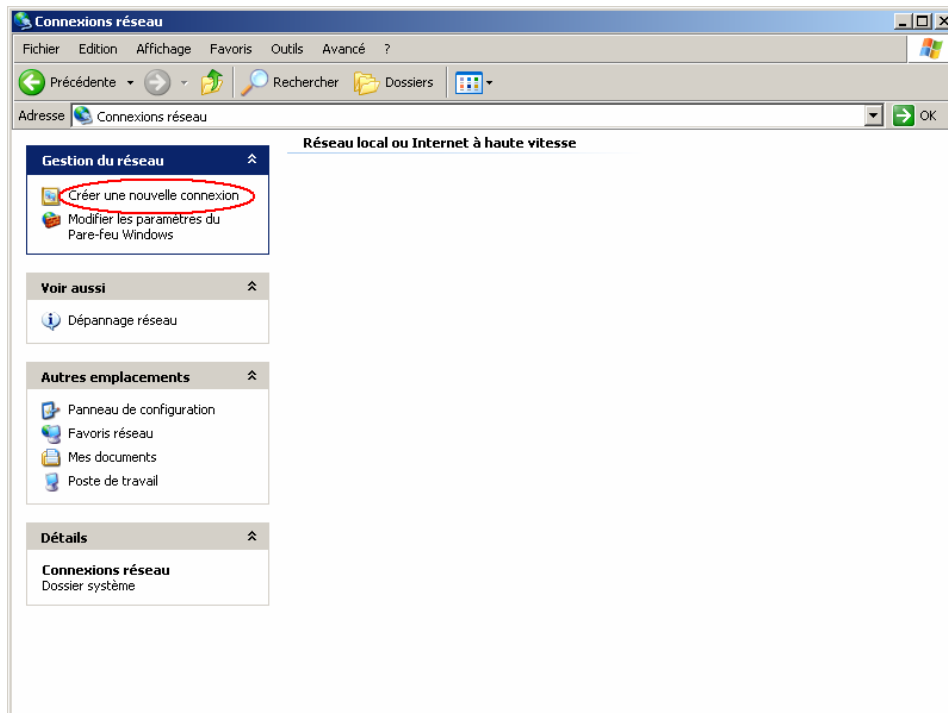 Connexions réseau
Fichier Edition Affichage Favoris Outils Avancé ?
Précédente Rechercher Dossiers
Adresse Connexions réseau OK
Réseau local ou Internet à haute vitesse
Gestion du réseau
Créer une nouvelle connexion
Modifier les paramètres du
Pare-feu Windows
Voir aussi
Dépannage réseau
Autres emplacements
Panneau de configuration
Favoris réseau
Mes documents
Poste de travail
Détails
Connexions réseau
Dossier système